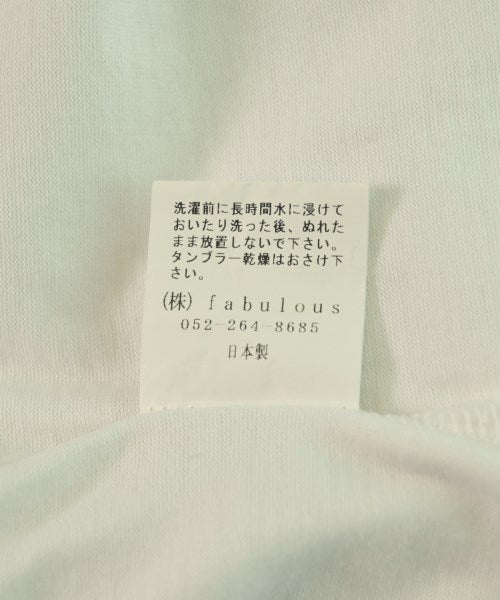 洗濯前に長時間水に浸けて
おいたり洗った後、ぬれた
まま放置しないで下さい。
タンブラー乾燥はおさけ下
さい。
(株) fabulous
052-264-8685
日本製